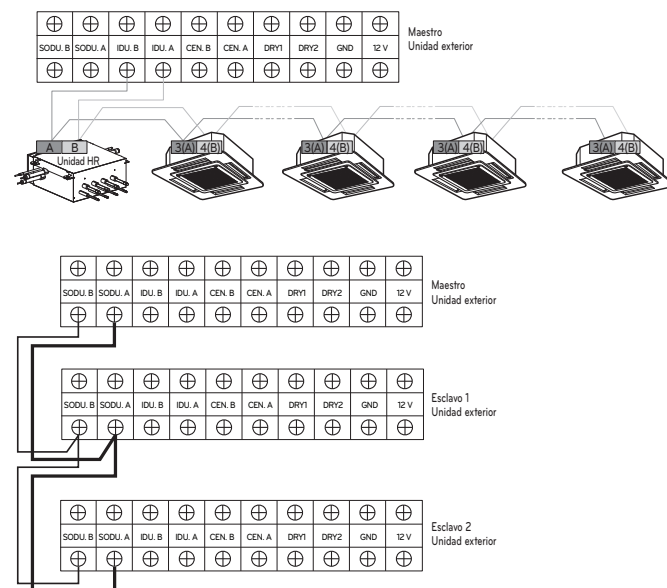 SODU. B SODU. A IDU. B IDU. A CEN. B CEN. A DRY1 DRY2 GND 12 V
Maestro
Unidad exterior
A B
Unidad HR
3(A) 4(B) 3(A) 4(B) 3(A) 4(B) 3(A) 4(B)
SODU. B SODU. A IDU. B IDU. A CEN. B CEN. A DRY1 DRY2 GND 12 V
Maestro
Unidad exterior
SODU. B SODU. A IDU. B IDU. A CEN. B CEN. A DRY1 DRY2 GND 12 V
Esclavo 1
Unidad exterior
SODU. B SODU. A IDU. B IDU. A CEN. B CEN. A DRY1 DRY2 GND 12 V
Esclavo 2
Unidad exterior